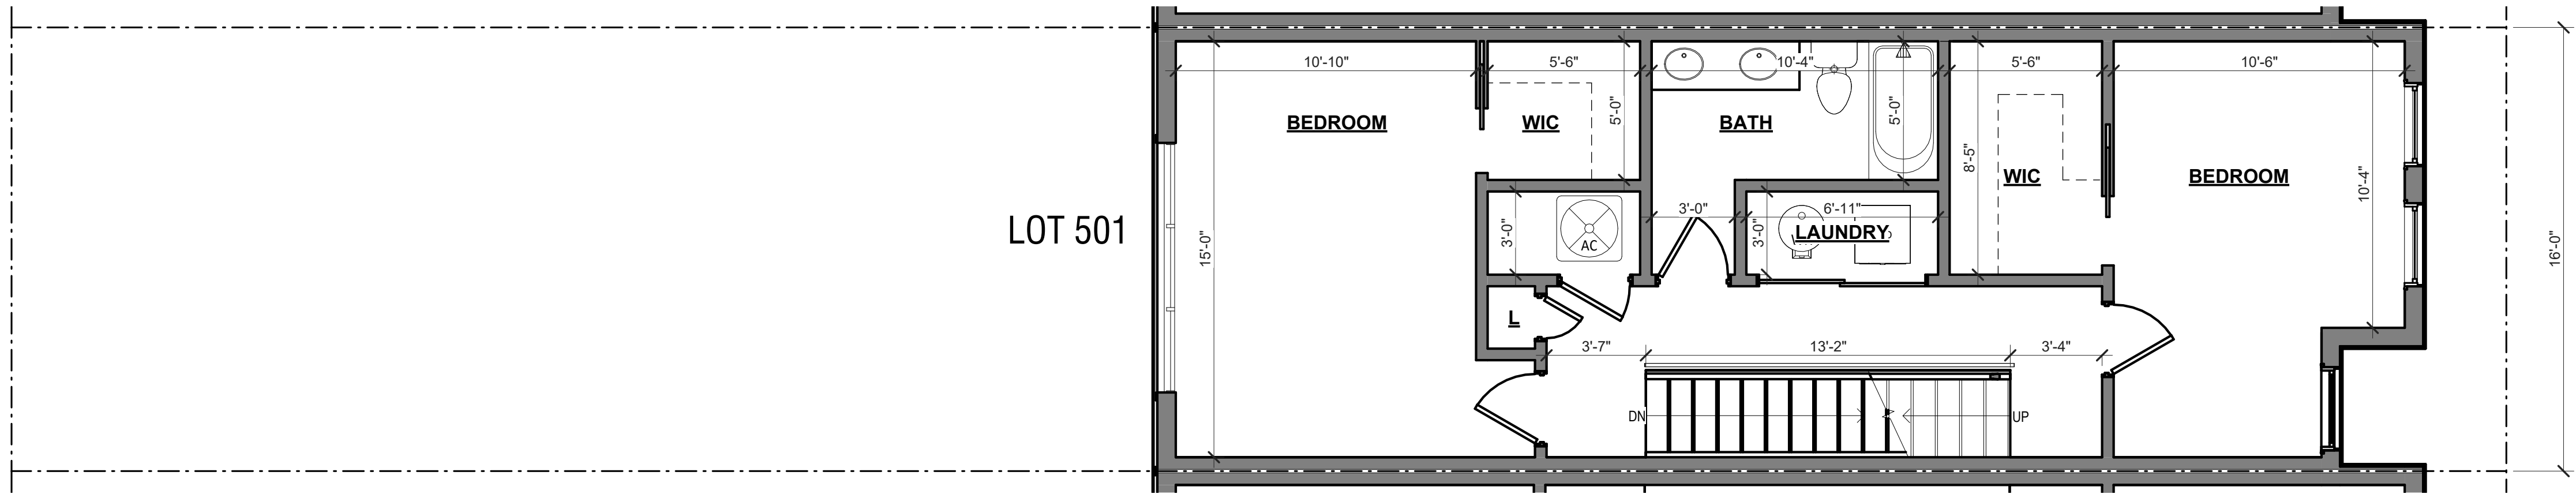 10'-10"
5'-6"
10'-4"
5'-6"
10'-6"
BEDROOM
WIC
5'-0"
BATH
5'-0"
8'-5"
WIC
BEDROOM
10'-4"
LOT 501
15'-0"
3'-0"
AC
3'-0"
3'-0"
6'-11"
LAUNDRY
16'-0"
L
3'-7"
13'-2"
3'-4"
DN
UP